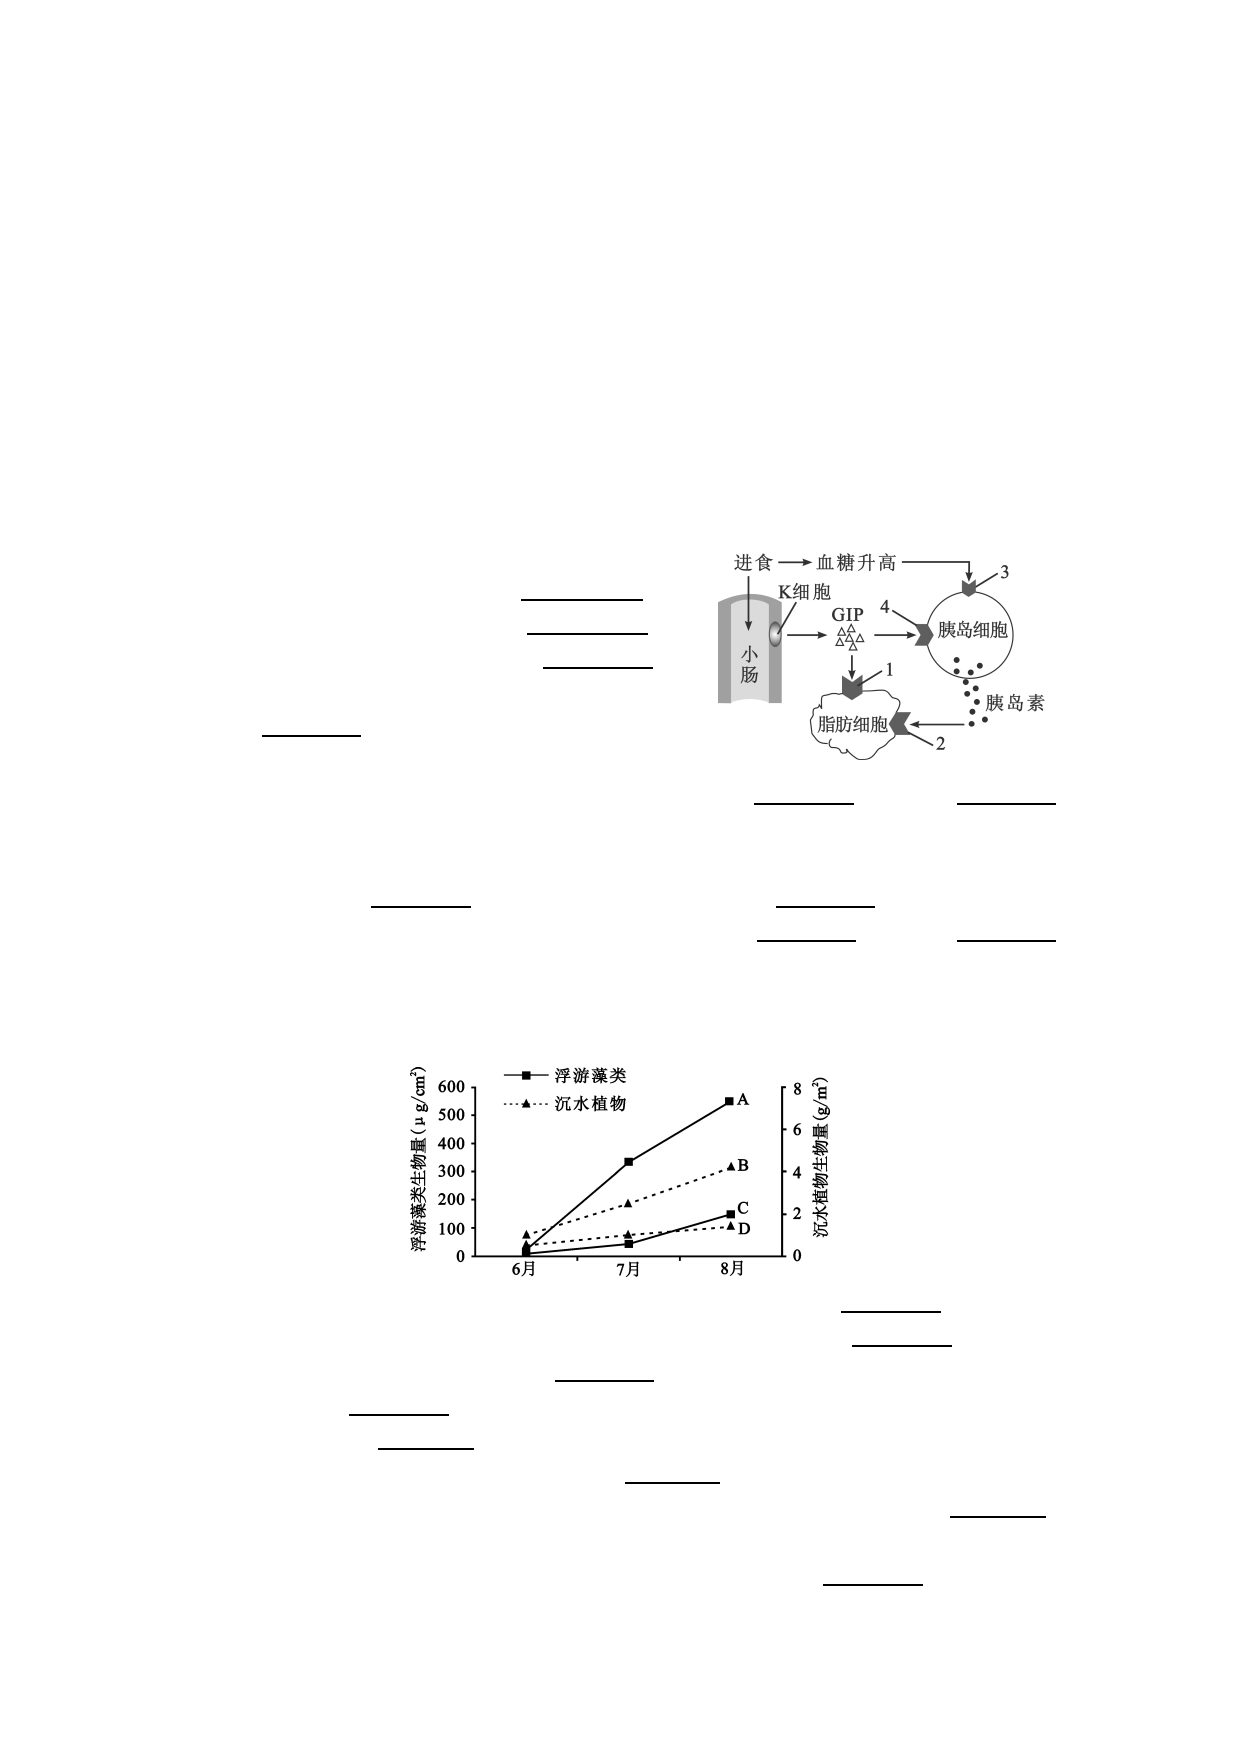 进食 血糖升高 3
K细胞
GIP 4
胰岛细胞
小肠
1
胰岛素
脂肪细胞
2
浮游藻类
沉水植物
浮游藻类生物量(μg/cm²)
600
500
400
300
200
100
0
A
B
C
D
8
6
4
2
0
沉水植物生物量(g/m²)
6月 7月 8月